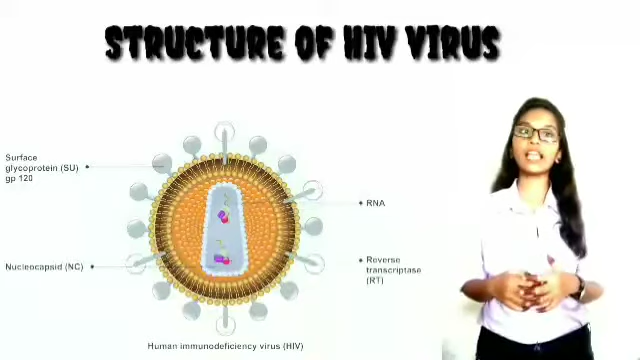 STRUCTURE OF HIV VIRUS
Surface
glycoprotein (SU)
gp 120
RNA
Nucleocapsid (NC)
Reverse
transcriptase
(RT)
Human immunodeficiency virus (HIV)